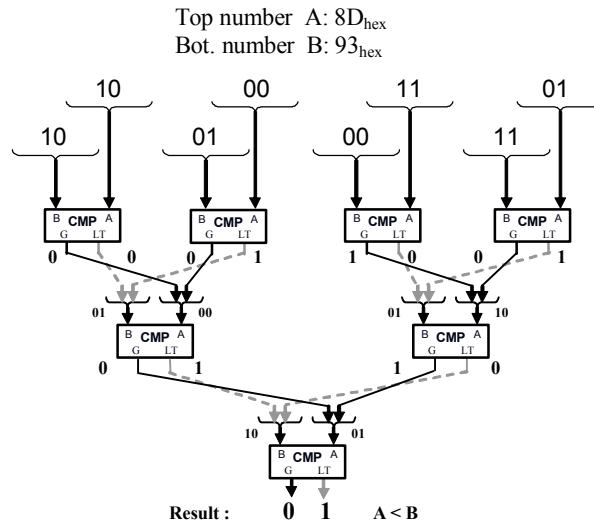 Top number A: 8Dhex
Bot. number B: 93hex
10 00 11 01
10 01 00 11
B CMP A B CMP A B CMP A B CMP A
G LT G LT G LT G LT
0 0 0 1 1 0 0 1
01 00 01 10
B CMP A B CMP A
G LT G LT
0 1 1 0
10 01
B CMP A
G LT
Result : 0 1 A < B